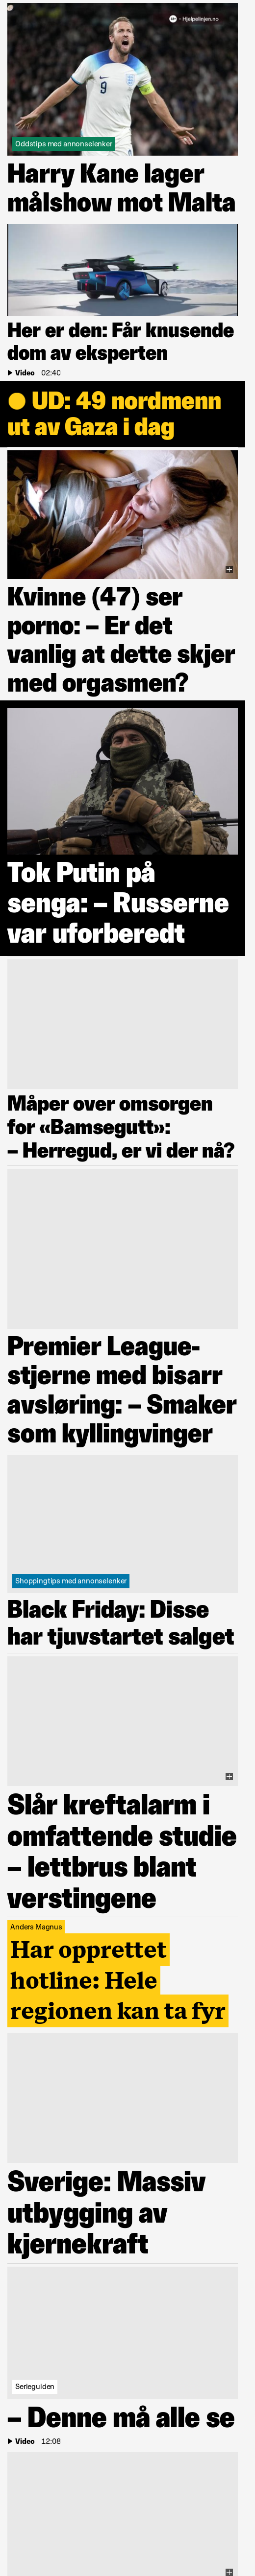 18+ • Hjelpelinjen.no
Oddstips med annonselenker
Harry Kane lager
målshow mot Malta
Her er den: Får knusende
dom av eksperten
Video | 02:40
UD: 49 nordmenn
ut av Gaza i dag
Kvinne (47) ser
porno: – Er det
vanlig at dette skjer
med orgasmen?
Tok Putin på
senga: – Russerne
var uforberedt
Måper over omsorgen
for «Bamsegutt»:
– Herregud, er vi der nå?
Premier League-
stjerne med bisarr
avsløring: – Smaker
som kyllingvinger
Shoppingtips med annonselenker
Black Friday: Disse
har tjuvstartet salget
Slår kreftalarm i
omfattende studie
– lettbrus blant
verstingene
Anders Magnus
Har opprettet
hotline: Hele
regionen kan ta fyr
Sverige: Massiv
utbygging av
kjernekraft
Serieguiden
– Denne må alle se
Video | 12:08